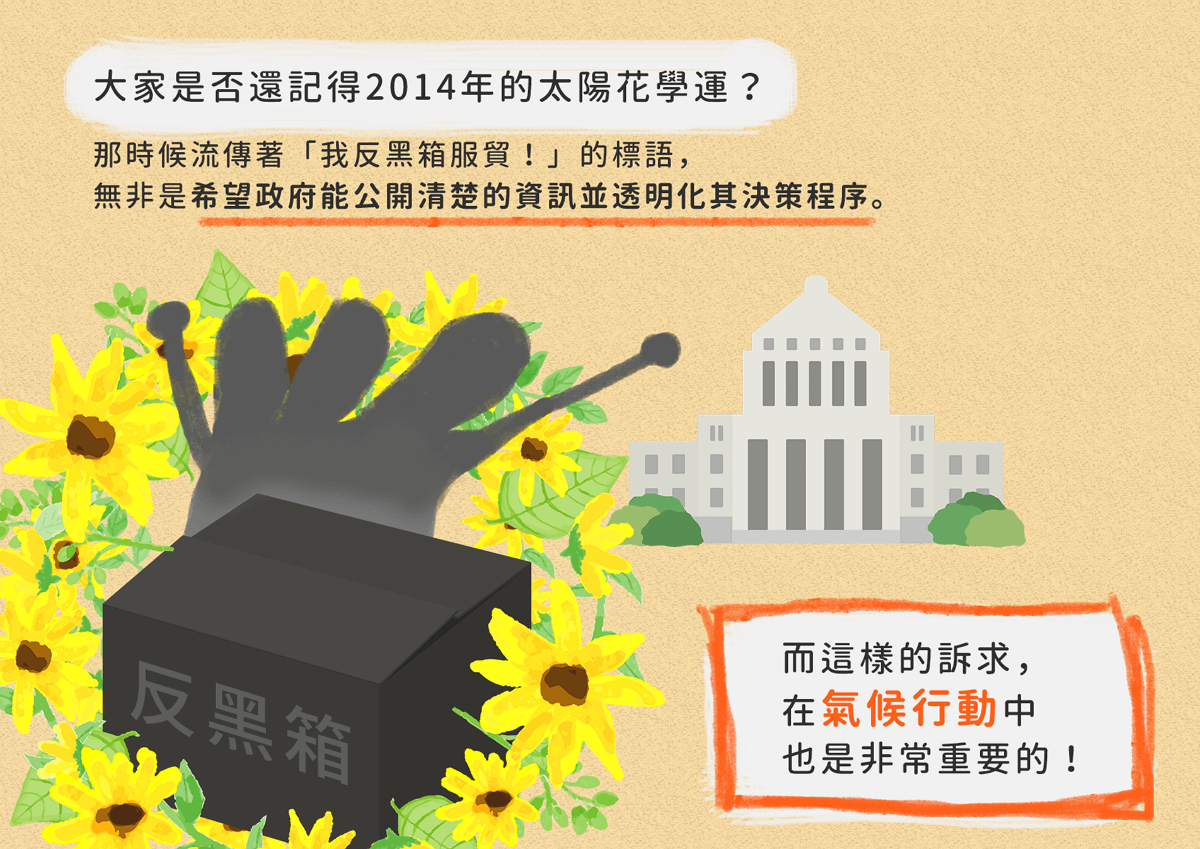 大家是否還記得2014年的太陽花學運？
那時候流傳著「我反黑箱服貿！」的標語，
無非是希望政府能公開清楚的資訊並透明化其決策程序。
反黑箱
而這樣的訴求，
在氣候行動中
也是非常重要的！